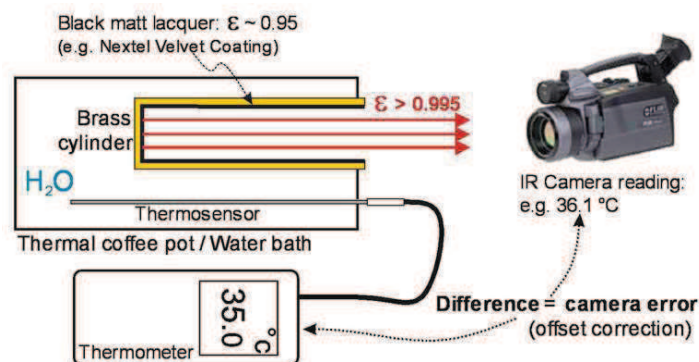 Black matt lacquer: ε ~ 0.95
(e.g. Nextel Velvet Coating)
ε > 0.995
Brass
cylinder
H₂O
Thermosensor
Thermal coffee pot / Water bath
IR Camera reading:
e.g. 36.1 ºC
Difference = camera error
(offset correction)
35.0
°C
Thermometer